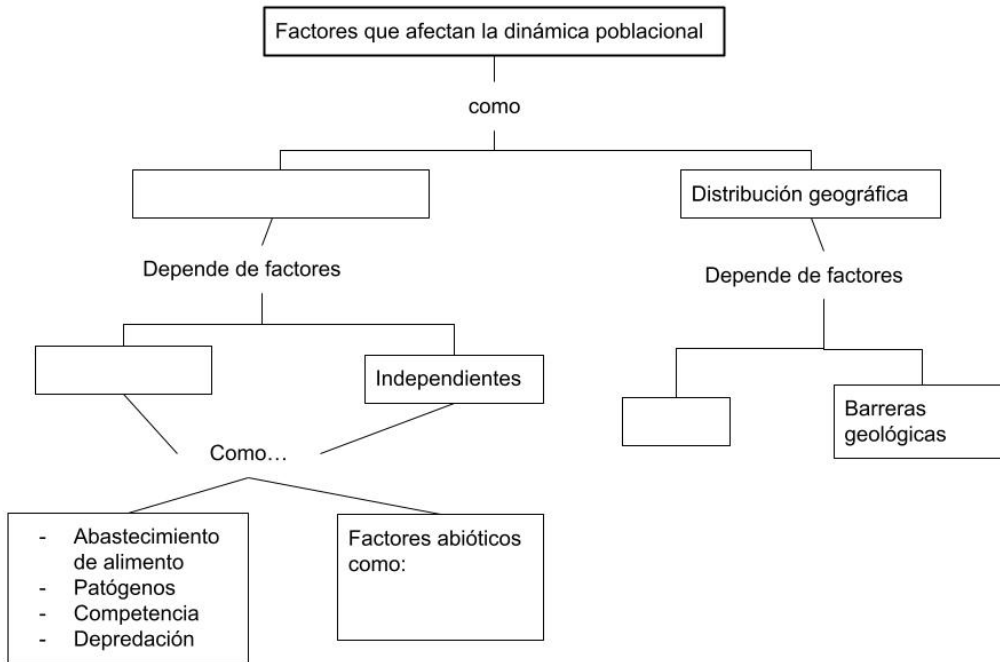 Factores que afectan la dinámica poblacional
como
Distribución geográfica
Depende de factores
Depende de factores
Independientes
Barreras
geológicas
Como…
- Abastecimiento
de alimento
- Patógenos
- Competencia
- Depredación
Factores abióticos
como: